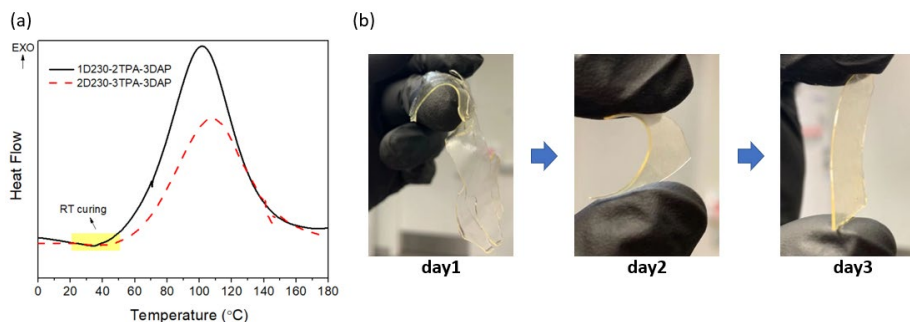 (a)
EXO
1D230-2TPA-3DAP
2D230-3TPA-3DAP
RT curing
Heat Flow
0 20 40 60 80 100 120 140 160 180
Temperature (°C)
(b)
day1
day2
day3